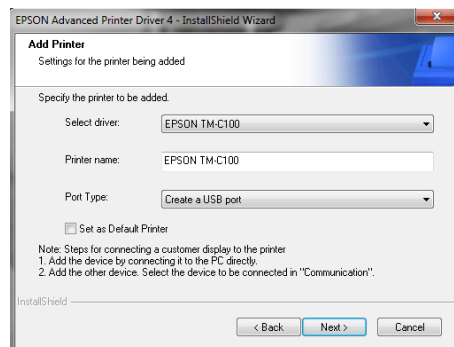 EPSON Advanced Printer Driver 4 - InstallShield Wizard
Add Printer
Settings for the printer being added
Specify the printer to be added.
Select driver: EPSON TM-C100
Printer name: EPSON TM-C100
Port Type: Create a USB port
Set as Default Printer
Note: Steps for connecting a customer display to the printer
1. Add the device by connecting it to the PC directly.
2. Add the other device. Select the device to be connected in "Communication".
InstallShield
< Back Next > Cancel